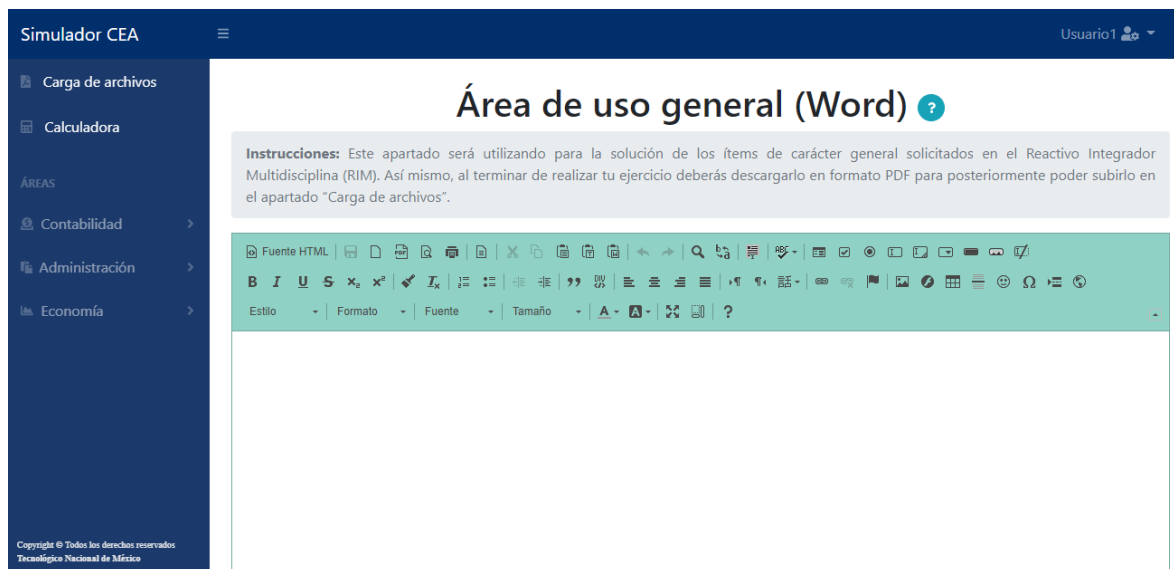 Simulador CEA
Usuario1
Carga de archivos
Calculadora
ÁREAS
Contabilidad
Administración
Economía
Copyright © Todos los derechos reservados
Tecnológico Nacional de México
Área de uso general (Word) ?
Instrucciones: Este apartado será utilizando para la solución de los ítems de carácter general solicitados en el Reactivo Integrador
Multidisciplina (RIM). Así mismo, al terminar de realizar tu ejercicio deberás descargarlo en formato PDF para posteriormente poder subirlo en
el apartado “Carga de archivos”.
Fuente HTML
B I U S x₂ x² Iₓ
Estilo Formato Fuente Tamaño A A ?